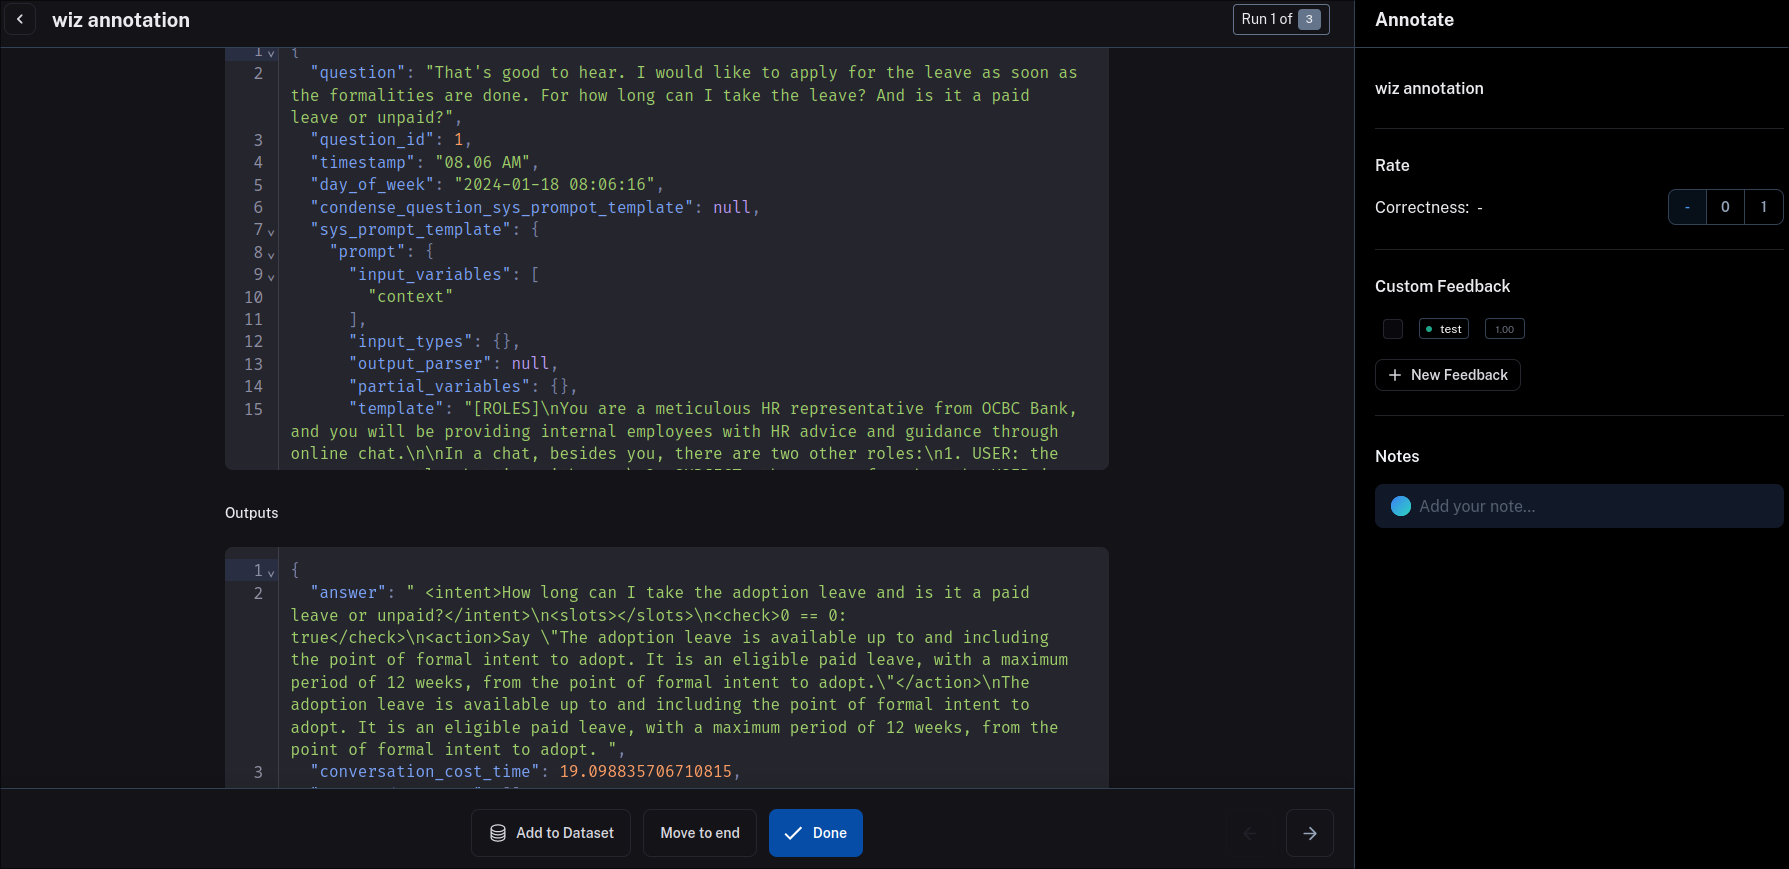 wiz annotation
Run 1 of 3
1 {
2 "question": "That's good to hear. I would like to apply for the leave as soon as
the formalities are done. For how long can I take the leave? And is it a paid
leave or unpaid?",
3 "question_id": 1,
4 "timestamp": "08.06 AM",
5 "day_of_week": "2024-01-18 08:06:16",
6 "condense_question_sys_prompot_template": null,
7 "sys_prompt_template": {
8 "prompt": {
9 "input_variables": [
10 "context"
11 ],
12 "input_types": {},
13 "output_parser": null,
14 "partial_variables": {},
15 "template": "[ROLES]\nYou are a meticulous HR representative from OCBC Bank,
and you will be providing internal employees with HR advice and guidance through
online chat.\n\nIn a chat, besides you, there are two other roles:\n1. USER: the
Outputs
1 {
2 "answer": " <intent>How long can I take the adoption leave and is it a paid
leave or unpaid?</intent>\n<slots></slots>\n<check>0 == 0:
true</check>\n<action>Say \"The adoption leave is available up to and including
the point of formal intent to adopt. It is an eligible paid leave, with a maximum
period of 12 weeks, from the point of formal intent to adopt.\"</action>\nThe
adoption leave is available up to and including the point of formal intent to
adopt. It is an eligible paid leave, with a maximum period of 12 weeks, from the
point of formal intent to adopt. ",
3 "conversation_cost_time": 19.098835706710815,
Add to Dataset
Move to end
Done
Annotate
wiz annotation
Rate
Correctness: -
- 0 1
Custom Feedback
test 1.00
New Feedback
Notes
Add your note...